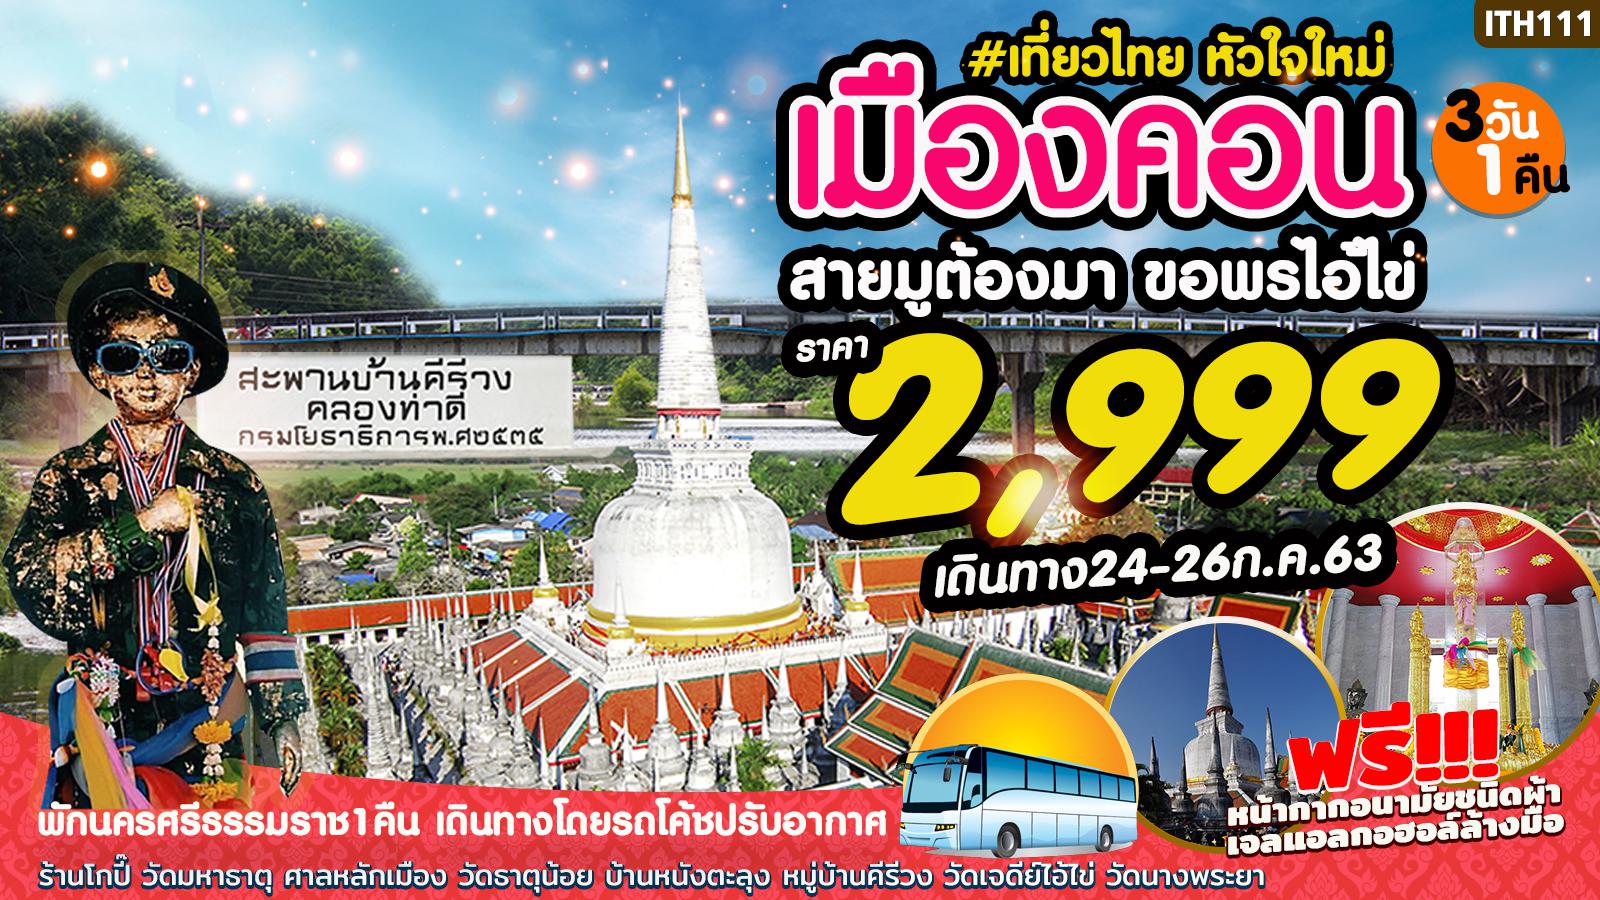 ITH111
#เที่ยวไทย หัวใจใหม่
เมืองคอน
3วัน
1 คืน
สายมูต้องมา ขอพรไอ้ไข่
ราคา
2,999
เดินทาง24-26ก.ค.63
สะพานบ้านคีรีวง
คลองท่าดี
กรมโยธาธิการพ.ศ๒๕๓๕
ฟรี!!!
หน้ากากอนามัยชนิดผ้า
เจลแอลกอฮอล์ล้างมือ
พักนครศรีธรรมราช1คืน เดินทางโดยรถโค้ชปรับอากาศ
ร้านโกปี๊ วัดมหาธาตุ ศาลหลักเมือง วัดธาตุน้อย บ้านหนังตะลุง หมู่บ้านคีรีวง วัดเจดีย์ไอ้ไข่ วัดนางพระยา